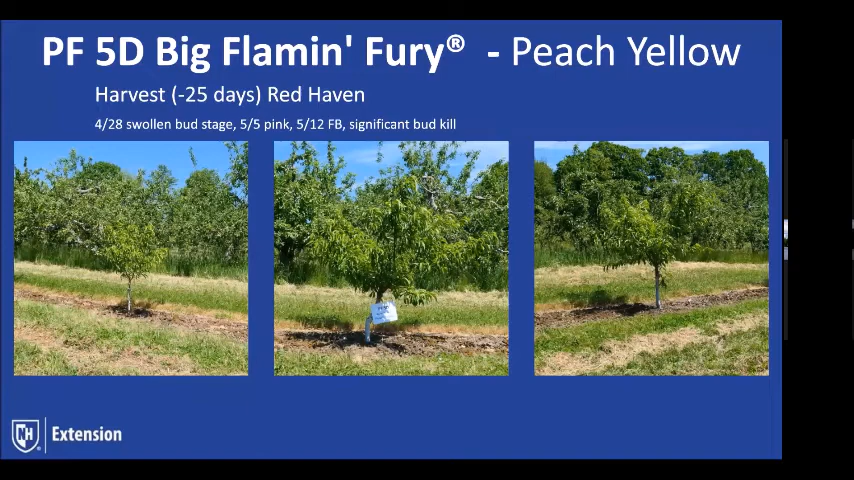 PF 5D Big Flamin' Fury® - Peach Yellow
Harvest (-25 days) Red Haven
4/28 swollen bud stage, 5/5 pink, 5/12 FB, significant bud kill
NH Extension